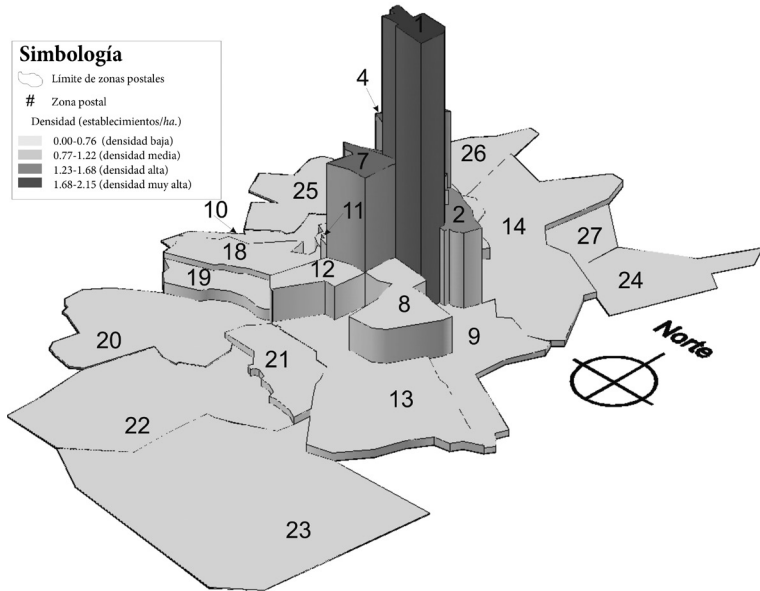 Simbología
Límite de zonas postales
# Zona postal
Densidad (establecimientos/ha.)
0.00-0.76 (densidad baja)
0.77-1.22 (densidad media)
1.23-1.68 (densidad alta)
1.68-2.15 (densidad muy alta)
1
4
26
7
25
10
11
2
14
18
27
12
19
24
8
9
20
21
Norte
13
22
23